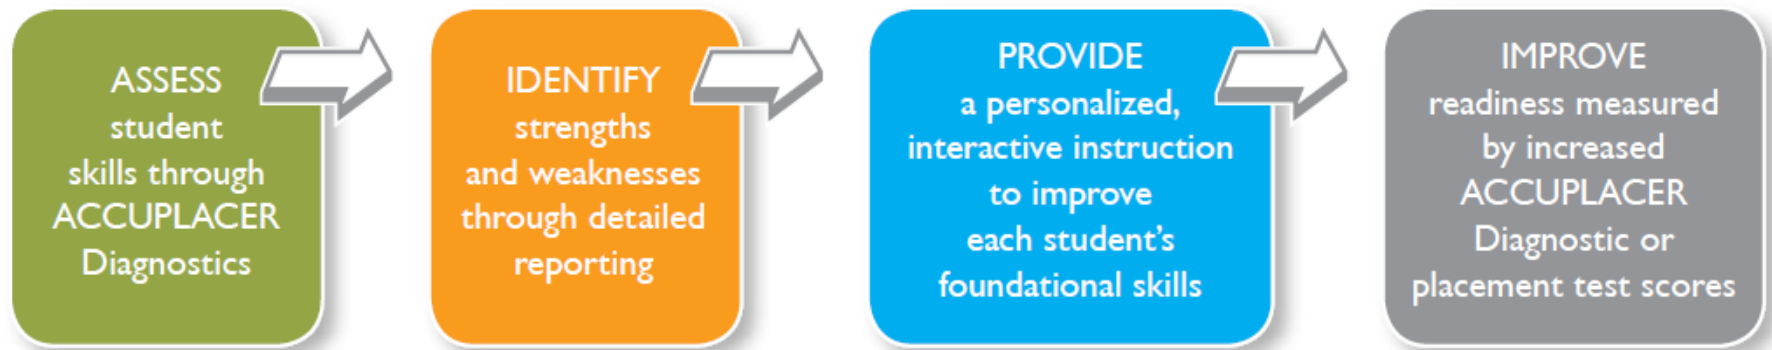 ASSESS
student
skills through
ACCUPLACER
Diagnostics
IDENTIFY
strengths
and weaknesses
through detailed
reporting
PROVIDE
a personalized,
interactive instruction
to improve
each student's
foundational skills
IMPROVE
readiness measured
by increased
ACCUPLACER
Diagnostic or
placement test scores